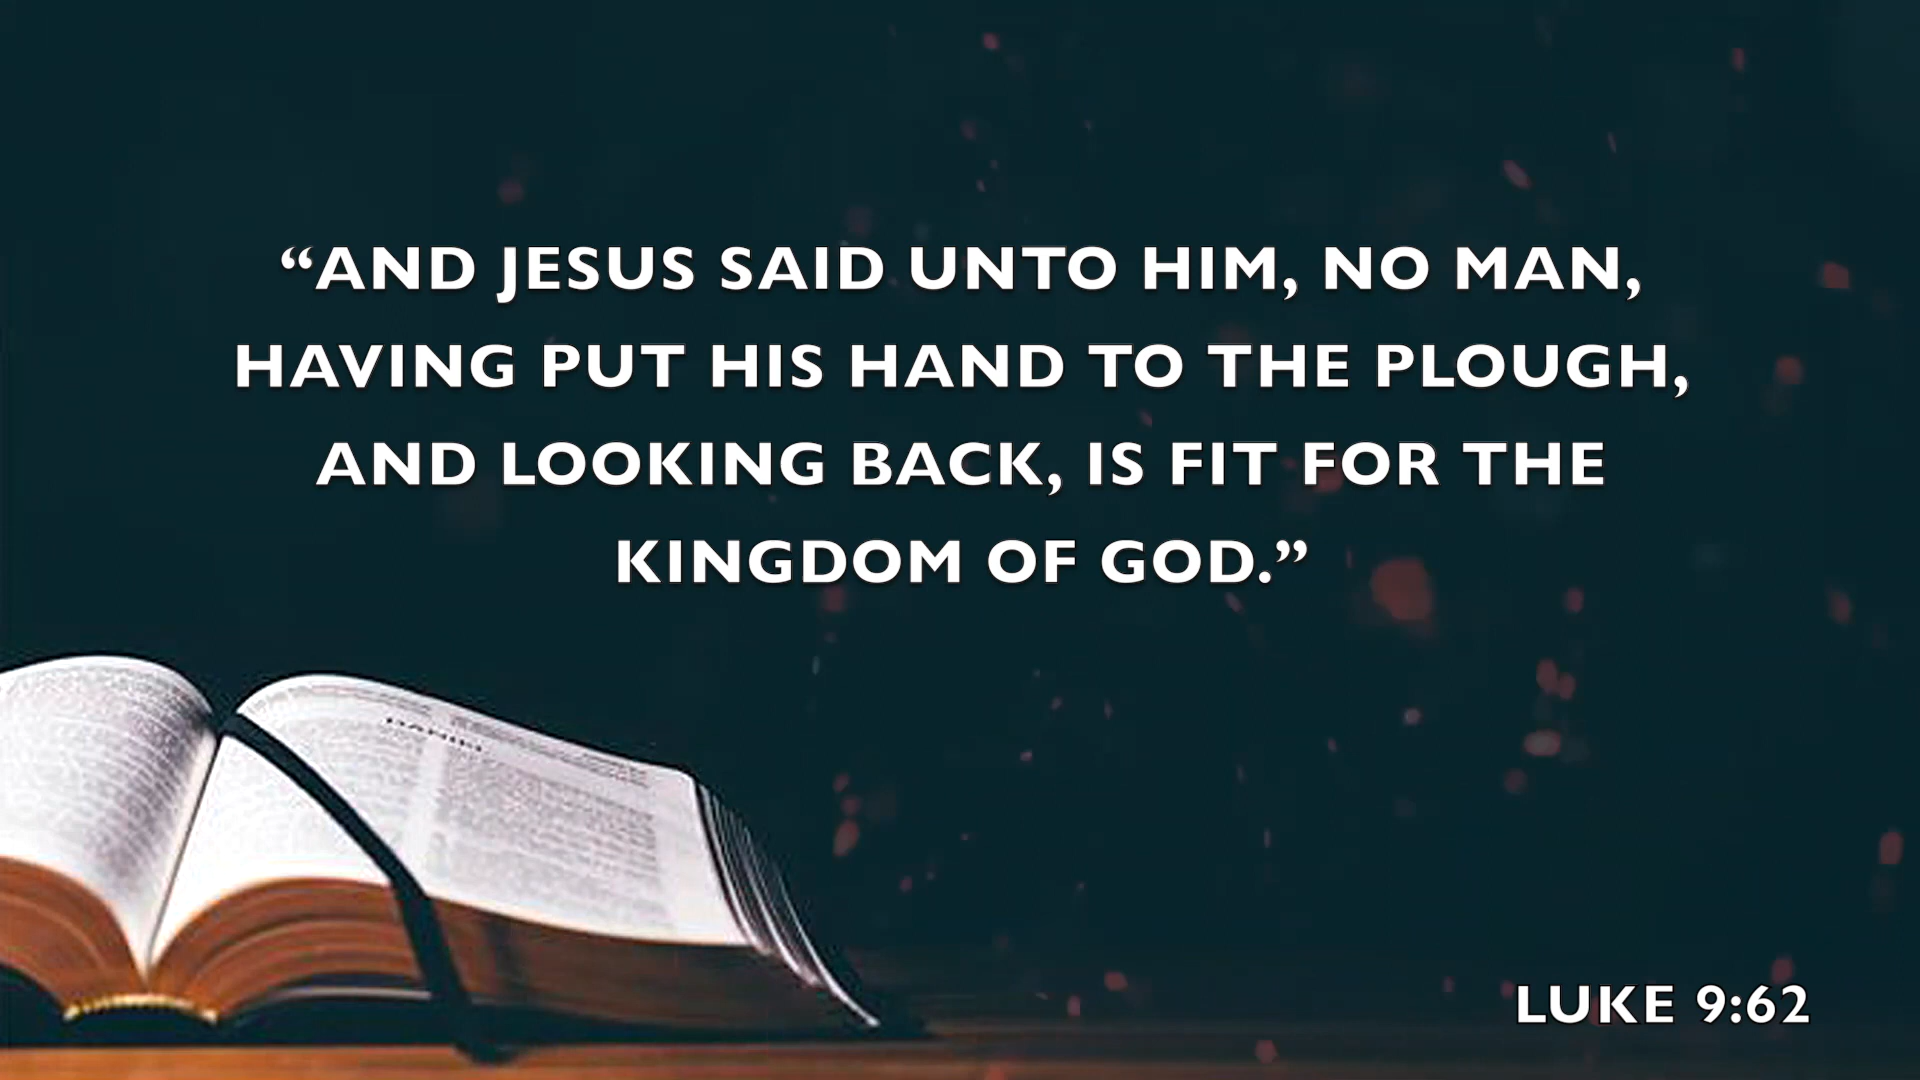 “AND JESUS SAID UNTO HIM, NO MAN,
HAVING PUT HIS HAND TO THE PLOUGH,
AND LOOKING BACK, IS FIT FOR THE
KINGDOM OF GOD.”
DANIEL
LUKE 9:62